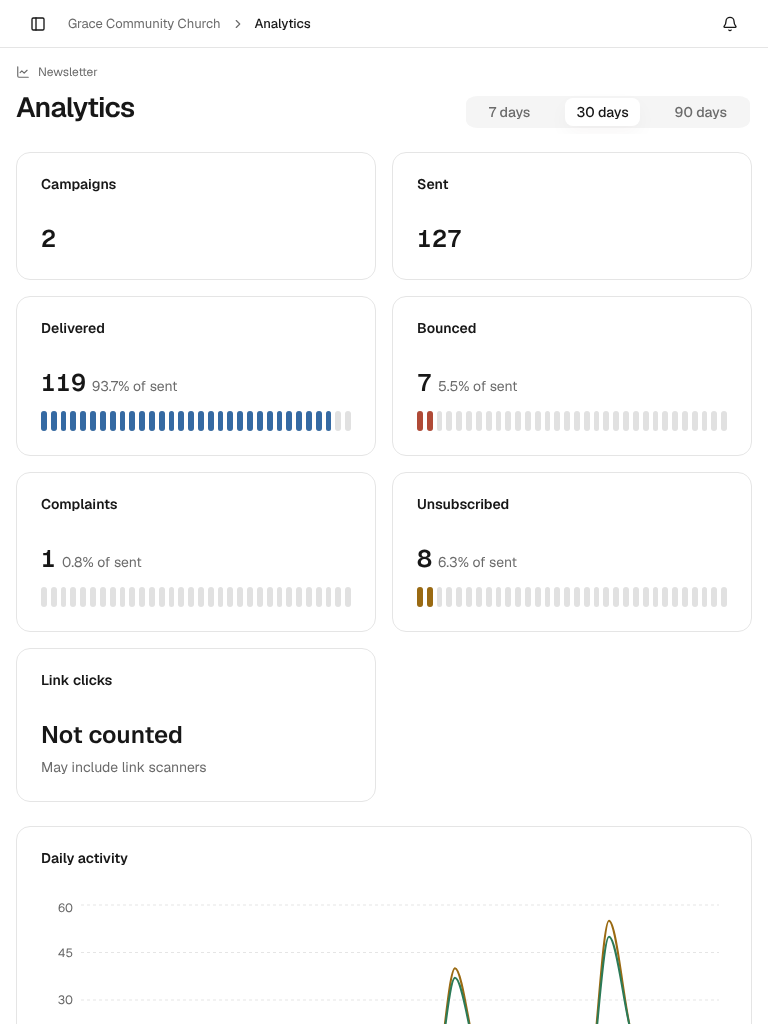 Grace Community Church > Analytics
Newsletter
Analytics
7 days 30 days 90 days
Campaigns
2
Sent
127
Delivered
119 93.7% of sent
Bounced
7 5.5% of sent
Complaints
1 0.8% of sent
Unsubscribed
8 6.3% of sent
Link clicks
Not counted
May include link scanners
Daily activity
60
45
30